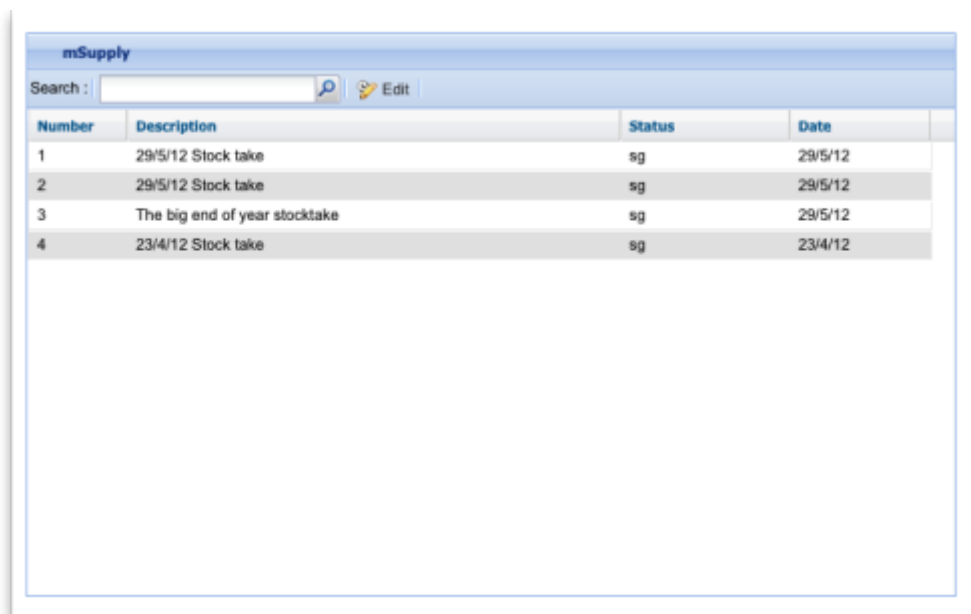 mSupply
Search : Edit
Number Description Status Date
1 29/5/12 Stock take sg 29/5/12
2 29/5/12 Stock take sg 29/5/12
3 The big end of year stocktake sg 29/5/12
4 23/4/12 Stock take sg 23/4/12